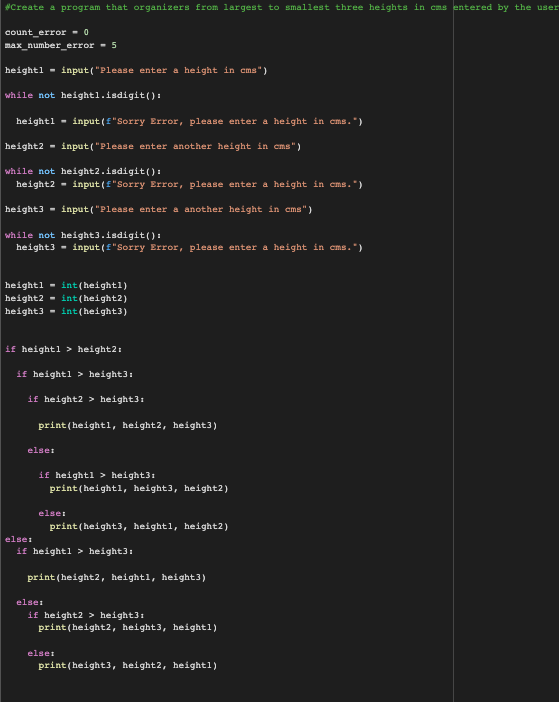 #Create a program that organizers from largest to smallest three heights in cms entered by the user
count_error = 0
max_number_error = 5
height1 = input("Please enter a height in cms")
while not height1.isdigit():
height1 = input(f"Sorry Error, please enter a height in cms.")
height2 = input("Please enter another height in cms")
while not height2.isdigit():
height2 = input(f"Sorry Error, please enter a height in cms.")
height3 = input("Please enter a another height in cms")
while not height3.isdigit():
height3 = input(f"Sorry Error, please enter a height in cms.")
height1 = int(height1)
height2 = int(height2)
height3 = int(height3)
if height1 > height2:
if height1 > height3:
if height2 > height3:
print(height1, height2, height3)
else:
if height1 > height3:
print(height1, height3, height2)
else:
print(height3, height1, height2)
else:
if height1 > height3:
print(height2, height1, height3)
else:
if height2 > height3:
print(height2, height3, height1)
else:
print(height3, height2, height1)